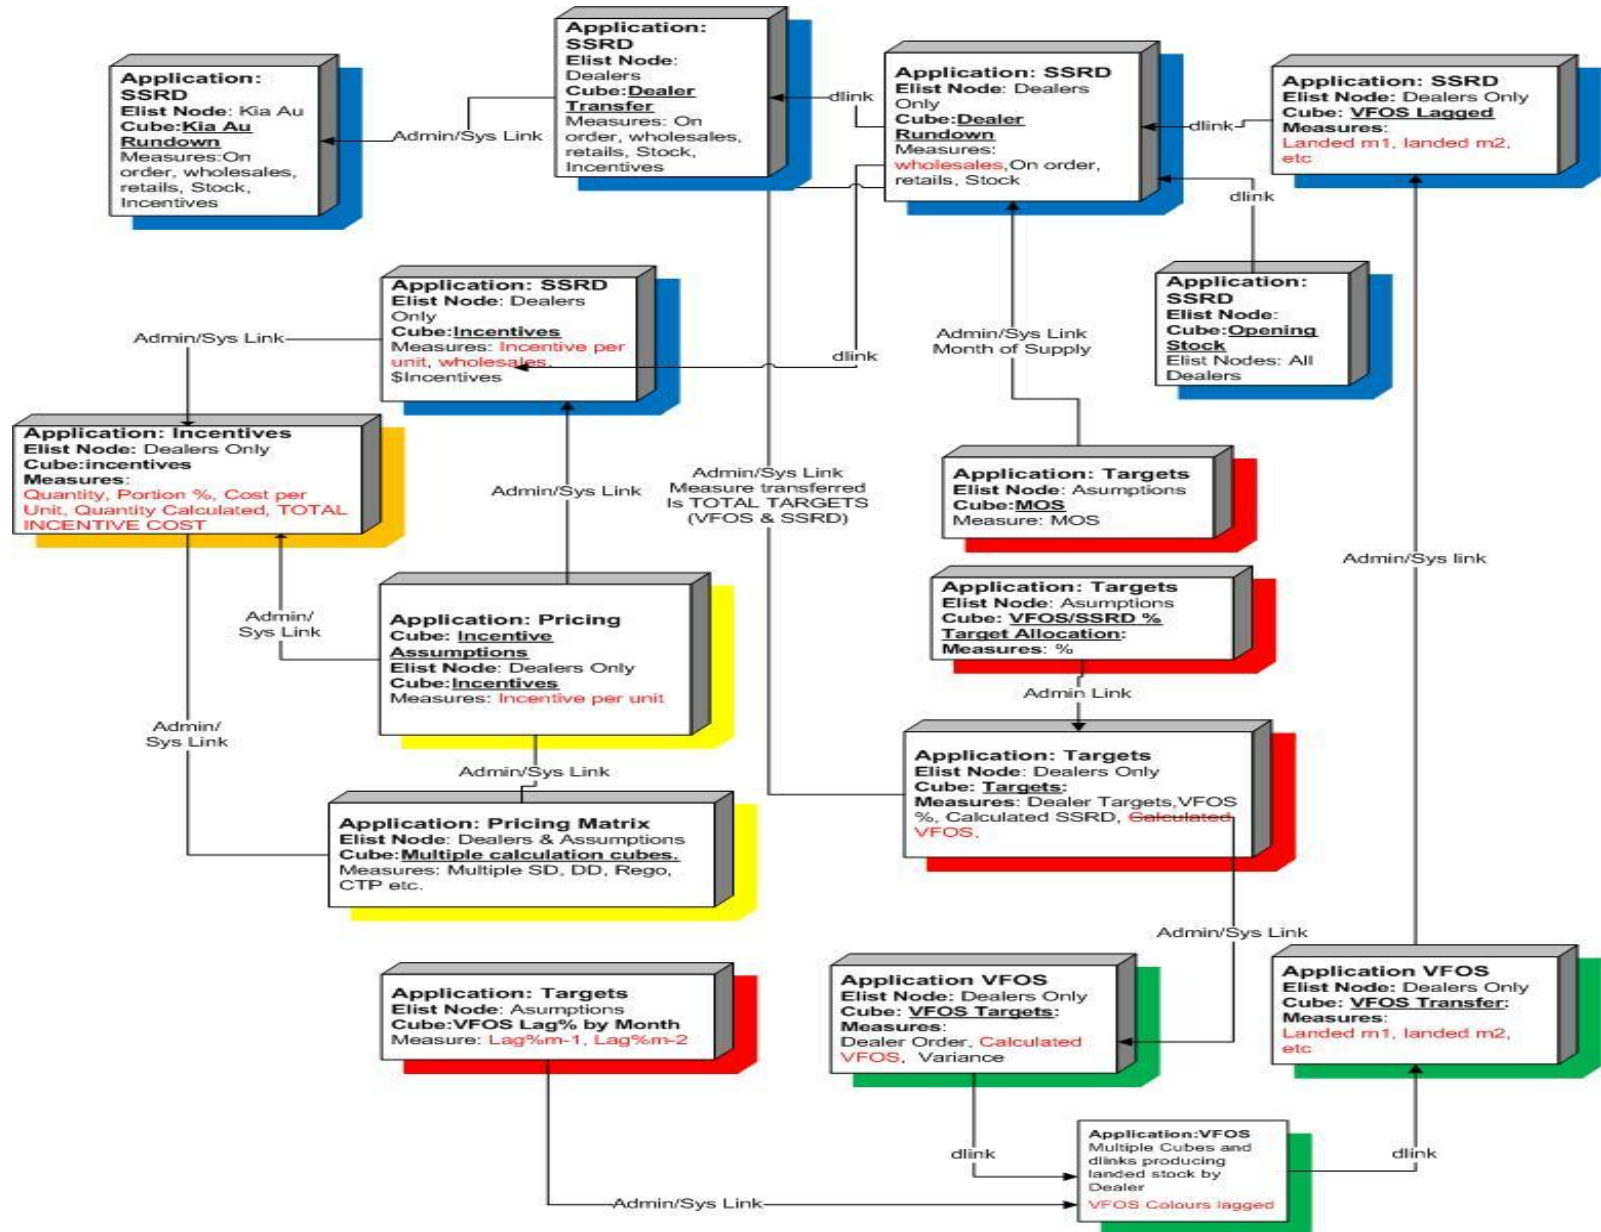 Application:
SSRD
Elist Node: Kia Au
Cube:Kia Au
Rundown
Measures:On
order, wholesales,
retails, Stock,
Incentives
Admin/Sys Link
Application:
SSRD
Elist Node:
Dealers
Cube:Dealer
Transfer
Measures: On
order, wholesales,
retails, Stock,
Incentives
dlink
Application: SSRD
Elist Node: Dealers
Only
Cube:Dealer
Rundown
Measures:
wholesales,On order,
retails, Stock
dlink
Application: SSRD
Elist Node: Dealers Only
Cube: VFOS Lagged
Measures:
Landed m1, landed m2,
etc
dlink
Application:
SSRD
Elist Node:
Cube:Opening
Stock
Elist Nodes: All
Dealers
Application: SSRD
Elist Node: Dealers
Only
Cube:Incentives
Measures: Incentive per
unit, wholesales,
$Incentives
Admin/Sys Link
dlink
Admin/Sys Link
Month of Supply
Application: Incentives
Elist Node: Dealers Only
Cube:incentives
Measures:
Quantity, Portion %, Cost per
Unit, Quantity Calculated, TOTAL
INCENTIVE COST
Admin/Sys Link
Admin/Sys Link
Measure transferred
Is TOTAL TARGETS
(VFOS & SSRD)
Application: Targets
Elist Node: Asumptions
Cube:MOS
Measure: MOS
Admin/Sys link
Application: Targets
Elist Node: Asumptions
Cube: VFOS/SSRD %
Target Allocation:
Measures: %
Admin/
Sys Link
Application: Pricing
Cube: Incentive
Assumptions
Elist Node: Dealers Only
Cube:Incentives
Measures: Incentive per unit
Admin Link
Admin/
Sys Link
Admin/Sys Link
Application: Targets
Elist Node: Dealers Only
Cube: Targets:
Measures: Dealer Targets,VFOS
%, Calculated SSRD, Calculated
VFOS,
Application: Pricing Matrix
Elist Node: Dealers & Assumptions
Cube:Multiple calculation cubes.
Measures: Multiple SD, DD, Rego,
CTP etc.
Admin/Sys Link
Application: Targets
Elist Node: Asumptions
Cube:VFOS Lag% by Month
Measure: Lag%m-1, Lag%m-2
Application VFOS
Elist Node: Dealers Only
Cube: VFOS Targets:
Measures:
Dealer Order, Calculated
VFOS, Variance
Application VFOS
Elist Node: Dealers Only
Cube: VFOS Transfer:
Measures:
Landed m1, landed m2,
etc
dlink
Application:VFOS
Multiple Cubes and
dlinks producing
landed stock by
Dealer
VFOS Colours lagged
dlink
Admin/Sys Link